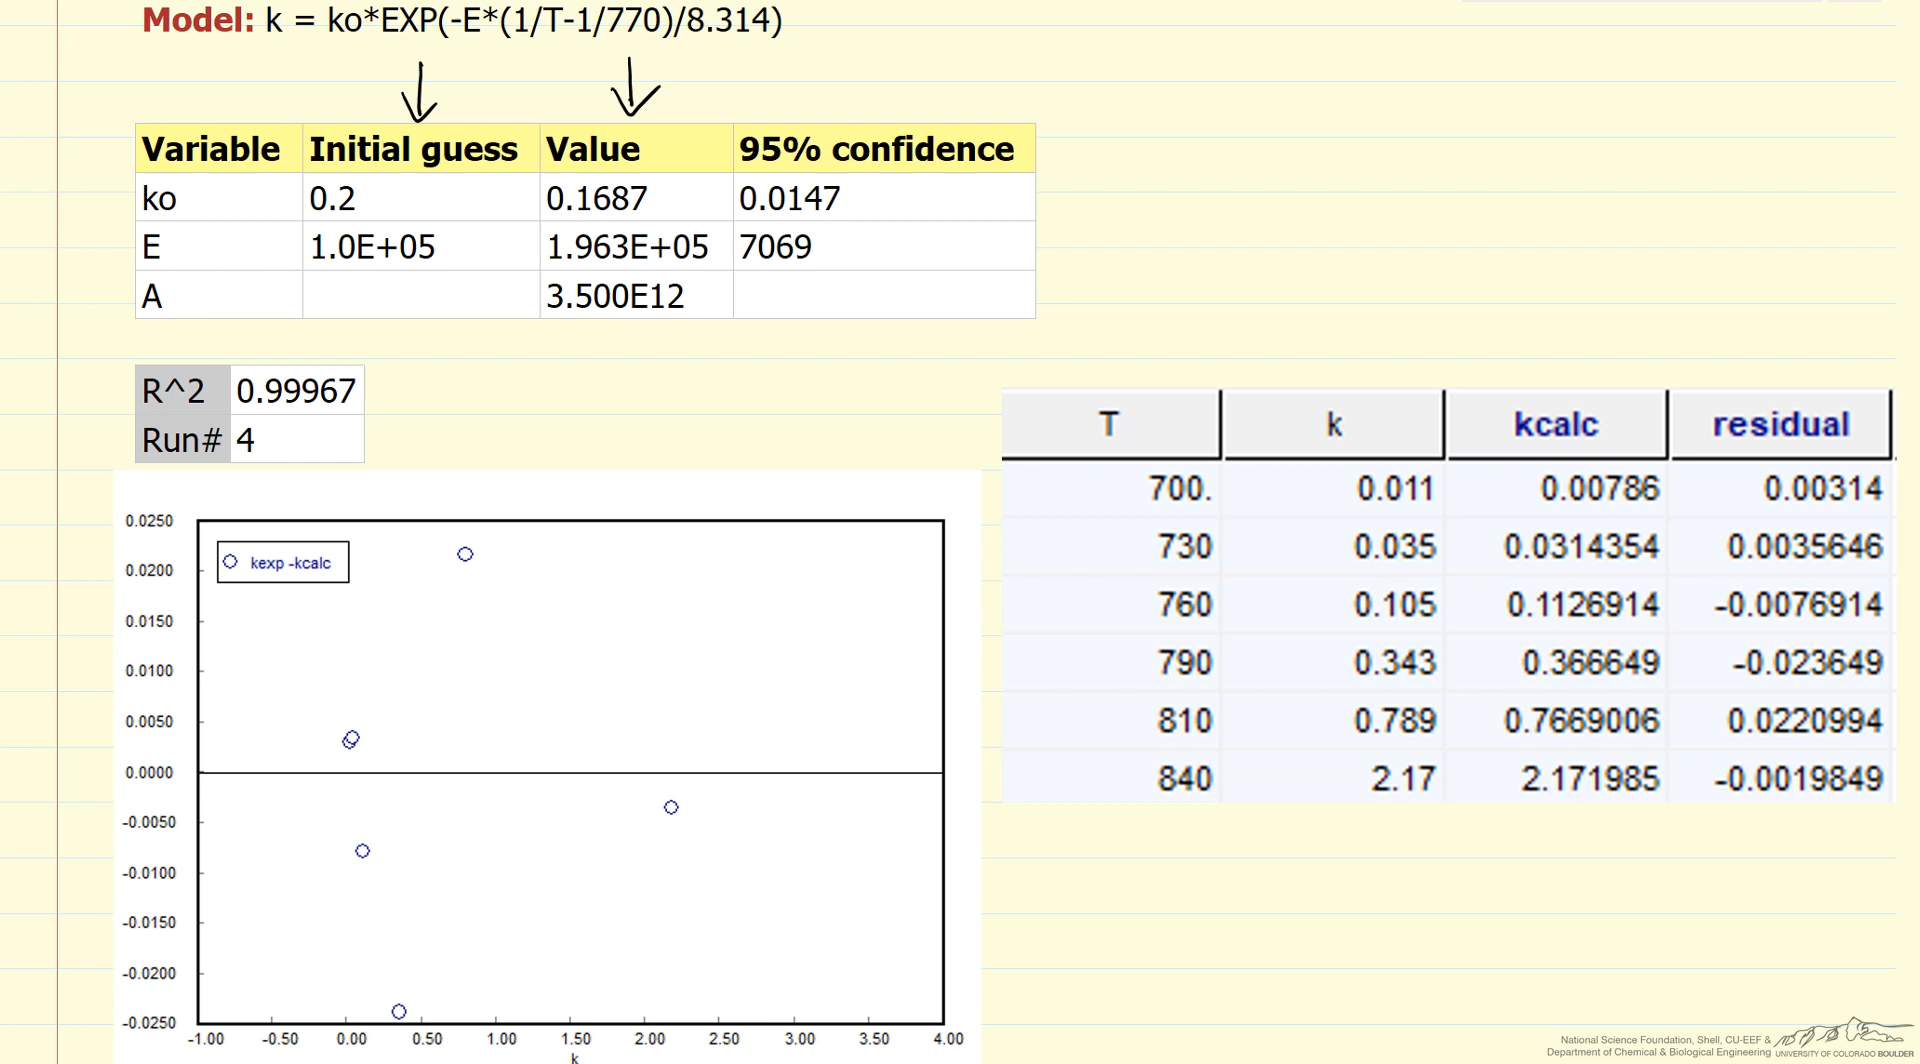 Model: k = ko*EXP(-E*(1/T-1/770)/8.314)
Variable Initial guess Value 95% confidence
ko 0.2 0.1687 0.0147
E 1.0E+05 1.963E+05 7069
A 3.500E12
R^2 0.99967
Run# 4
T k kcalc residual
700. 0.011 0.00786 0.00314
730 0.035 0.0314354 0.0035646
760 0.105 0.1126914 -0.0076914
790 0.343 0.366649 -0.023649
810 0.789 0.7669006 0.0220994
840 2.17 2.171985 -0.0019849
0.0250
kexp -kcalc
0.0200
0.0150
0.0100
0.0050
0.0000
-0.0050
-0.0100
-0.0150
-0.0200
-0.0250
-1.00 -0.50 0.00 0.50 1.00 1.50 2.00 2.50 3.00 3.50 4.00
k
National Science Foundation, Shell, CU-EEF &
Department of Chemical & Biological Engineering UNIVERSITY OF COLORADO BOULDER